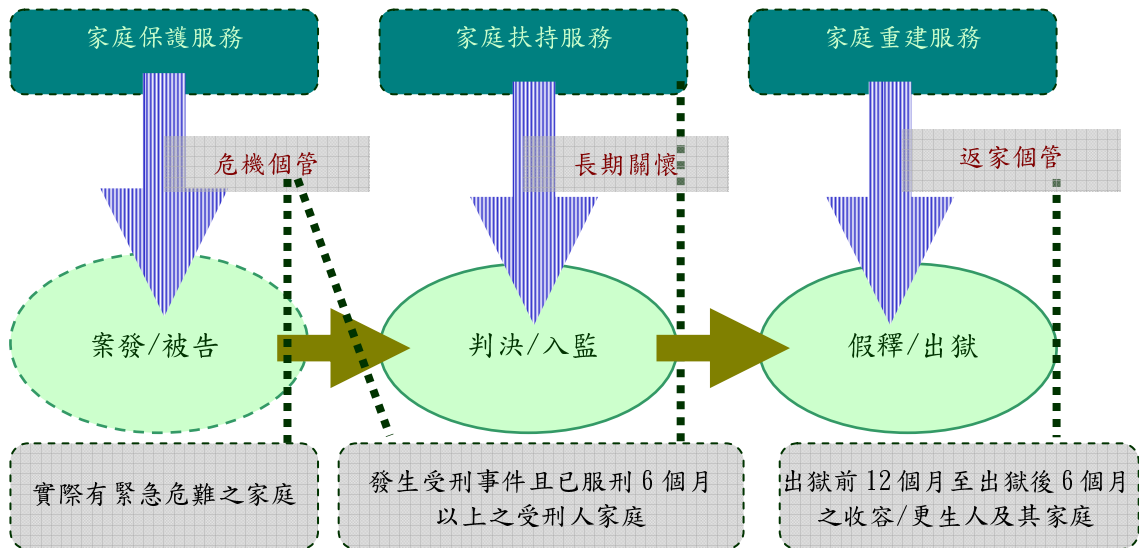 家庭保護服務
家庭扶持服務
家庭重建服務
危機個管
長期關懷
返家個管
案發/被告
判決/入監
假釋/出獄
實際有緊急危難之家庭
發生受刑事件且已服刑6個月
以上之受刑人家庭
出獄前12個月至出獄後6個月
之收容/更生人及其家庭